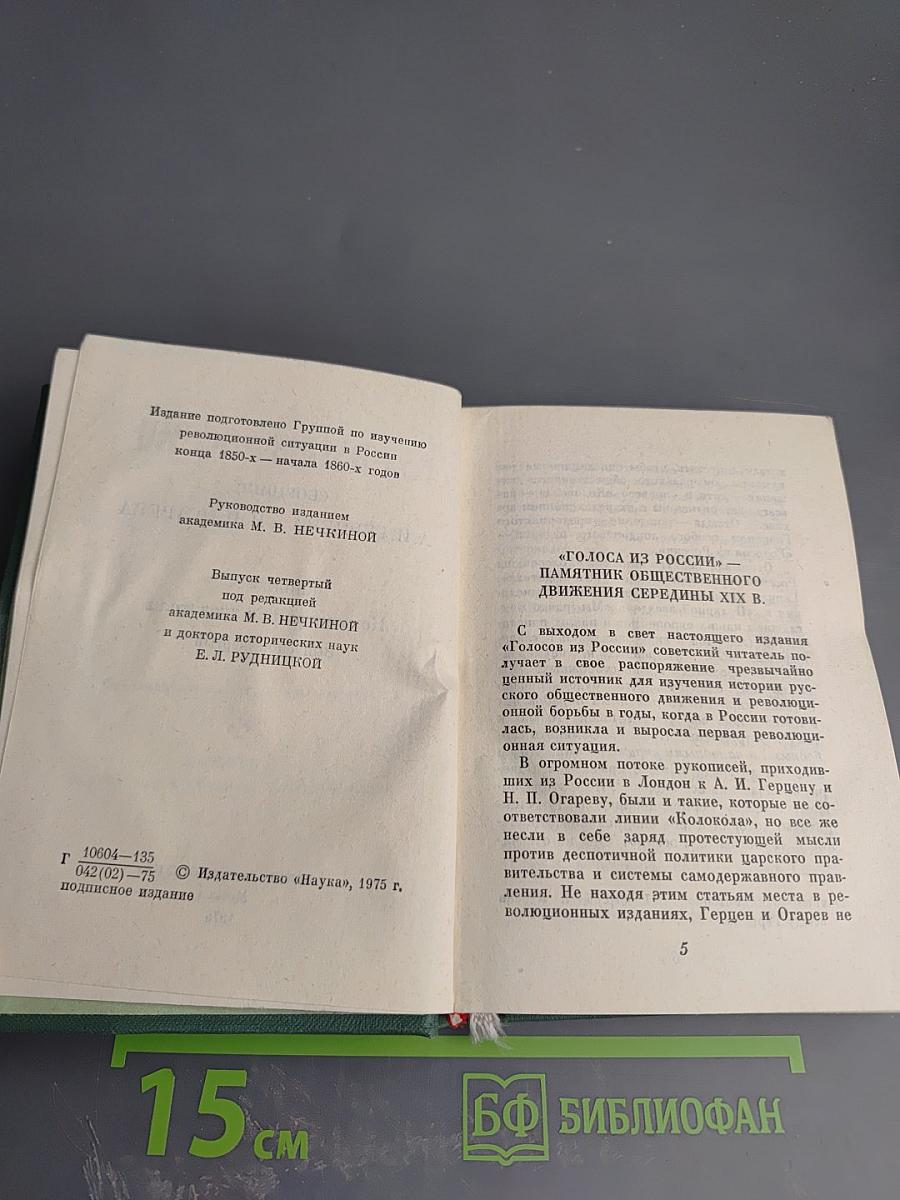 Издание подготовлено Группой по изучению
революционной ситуации в России
конца 1850-х — начала 1860-х годов
Руководство изданием
академика М. В. НЕЧКИНОЙ
Выпуск четвертый
под редакцией
академика М. В. НЕЧКИНОЙ
и доктора исторических наук
Е. Л. РУДНИЦКОЙ
Г 10604—135
042(02)—75
© Издательство «Наука», 1975 г.
подписное издание
«ГОЛОСА ИЗ РОССИИ» —
ПАМЯТНИК ОБЩЕСТВЕННОГО
ДВИЖЕНИЯ СЕРЕДИНЫ XIX В.
С выходом в свет настоящего издания
«Голосов из России» советский читатель по-
лучает в свое распоряжение чрезвычайно
ценный источник для изучения истории рус-
ского общественного движения и революци-
онной борьбы в годы, когда в России готови-
лась, возникла и выросла первая революци-
онная ситуация.
В огромном потоке рукописей, приходив-
ших из России в Лондон к А. И. Герцену и
Н. П. Огареву, были и такие, которые не со-
ответствовали линии «Колокола», но все же
несли в себе заряд протестующей мысли
против деспотичной политики царского пра-
вительства и системы самодержавного прав-
ления. Не находя этим статьям места в ре-
волюционных изданиях, Герцен и Огарев не
5
15 см
БФ БИБЛИОФАН